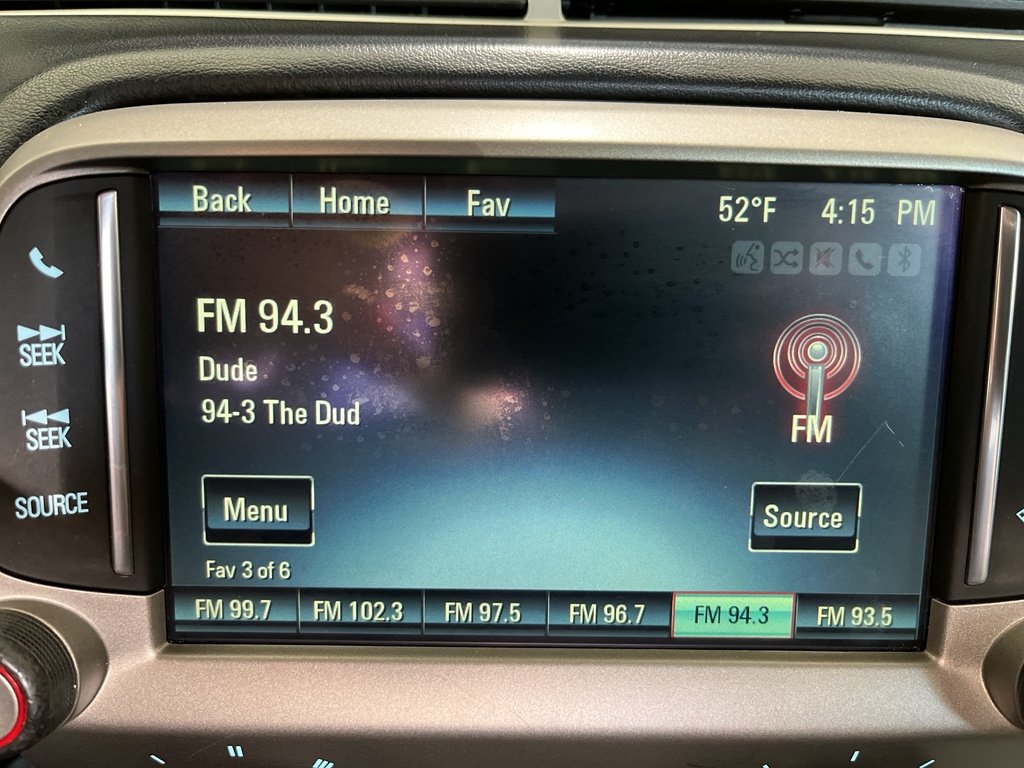 Back Home Fav
52°F 4:15 PM
FM 94.3
Dude
94-3 The Dud
FM
SEEK
SEEK
SOURCE
Menu
Source
Fav 3 of 6
FM 99.7 FM 102.3 FM 97.5 FM 96.7 FM 94.3 FM 93.5